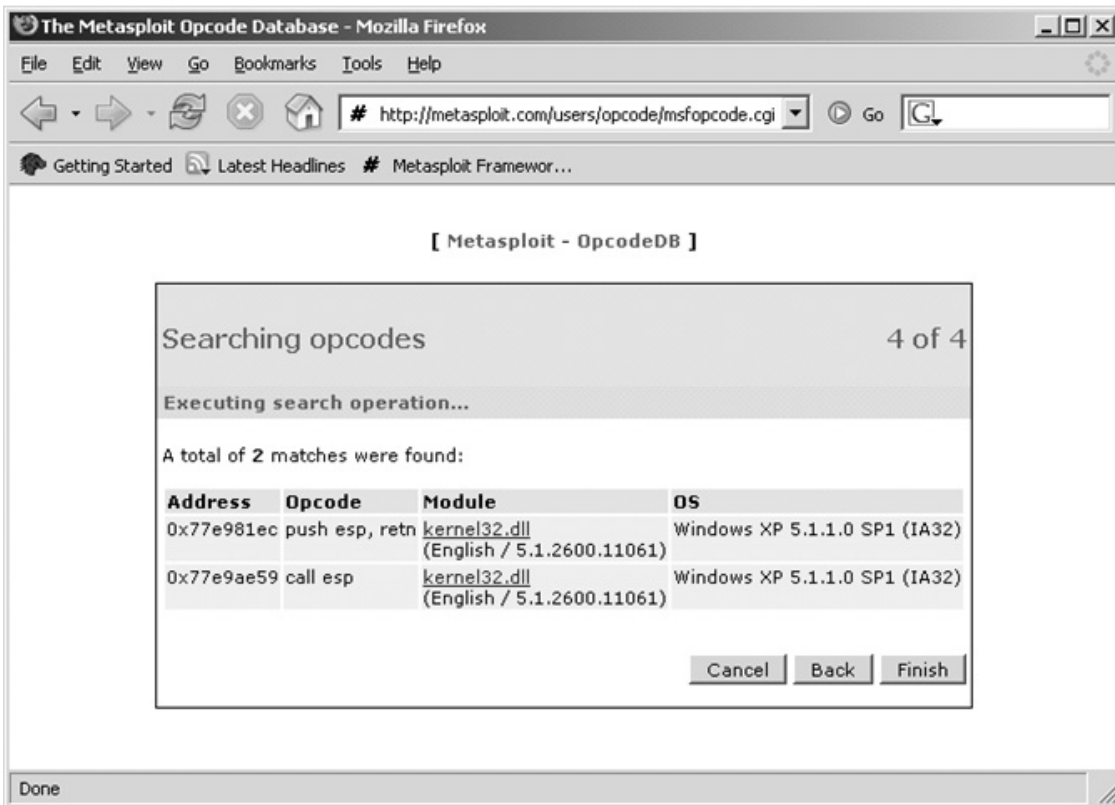 The Metasploit Opcode Database - Mozilla Firefox
File Edit View Go Bookmarks Tools Help
# http://metasploit.com/users/opcode/msfopcode.cgi Go G
Getting Started Latest Headlines # Metasploit Framewor...
[ Metasploit - OpcodeDB ]
Searching opcodes 4 of 4
Executing search operation...
A total of 2 matches were found:
Address Opcode Module OS
0x77e981ec push esp, retn kernel32.dll Windows XP 5.1.1.0 SP1 (IA32)
(English / 5.1.2600.11061)
0x77e9ae59 call esp kernel32.dll Windows XP 5.1.1.0 SP1 (IA32)
(English / 5.1.2600.11061)
Cancel Back Finish
Done